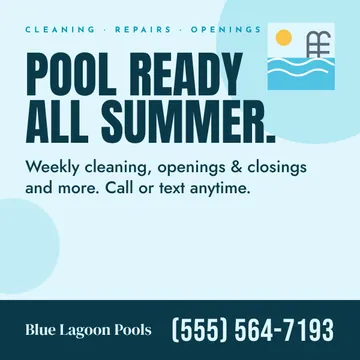 CLEANING · REPAIRS · OPENINGS
POOL READY
ALL SUMMER.
Weekly cleaning, openings & closings
and more. Call or text anytime.
Blue Lagoon Pools
(555) 564-7193